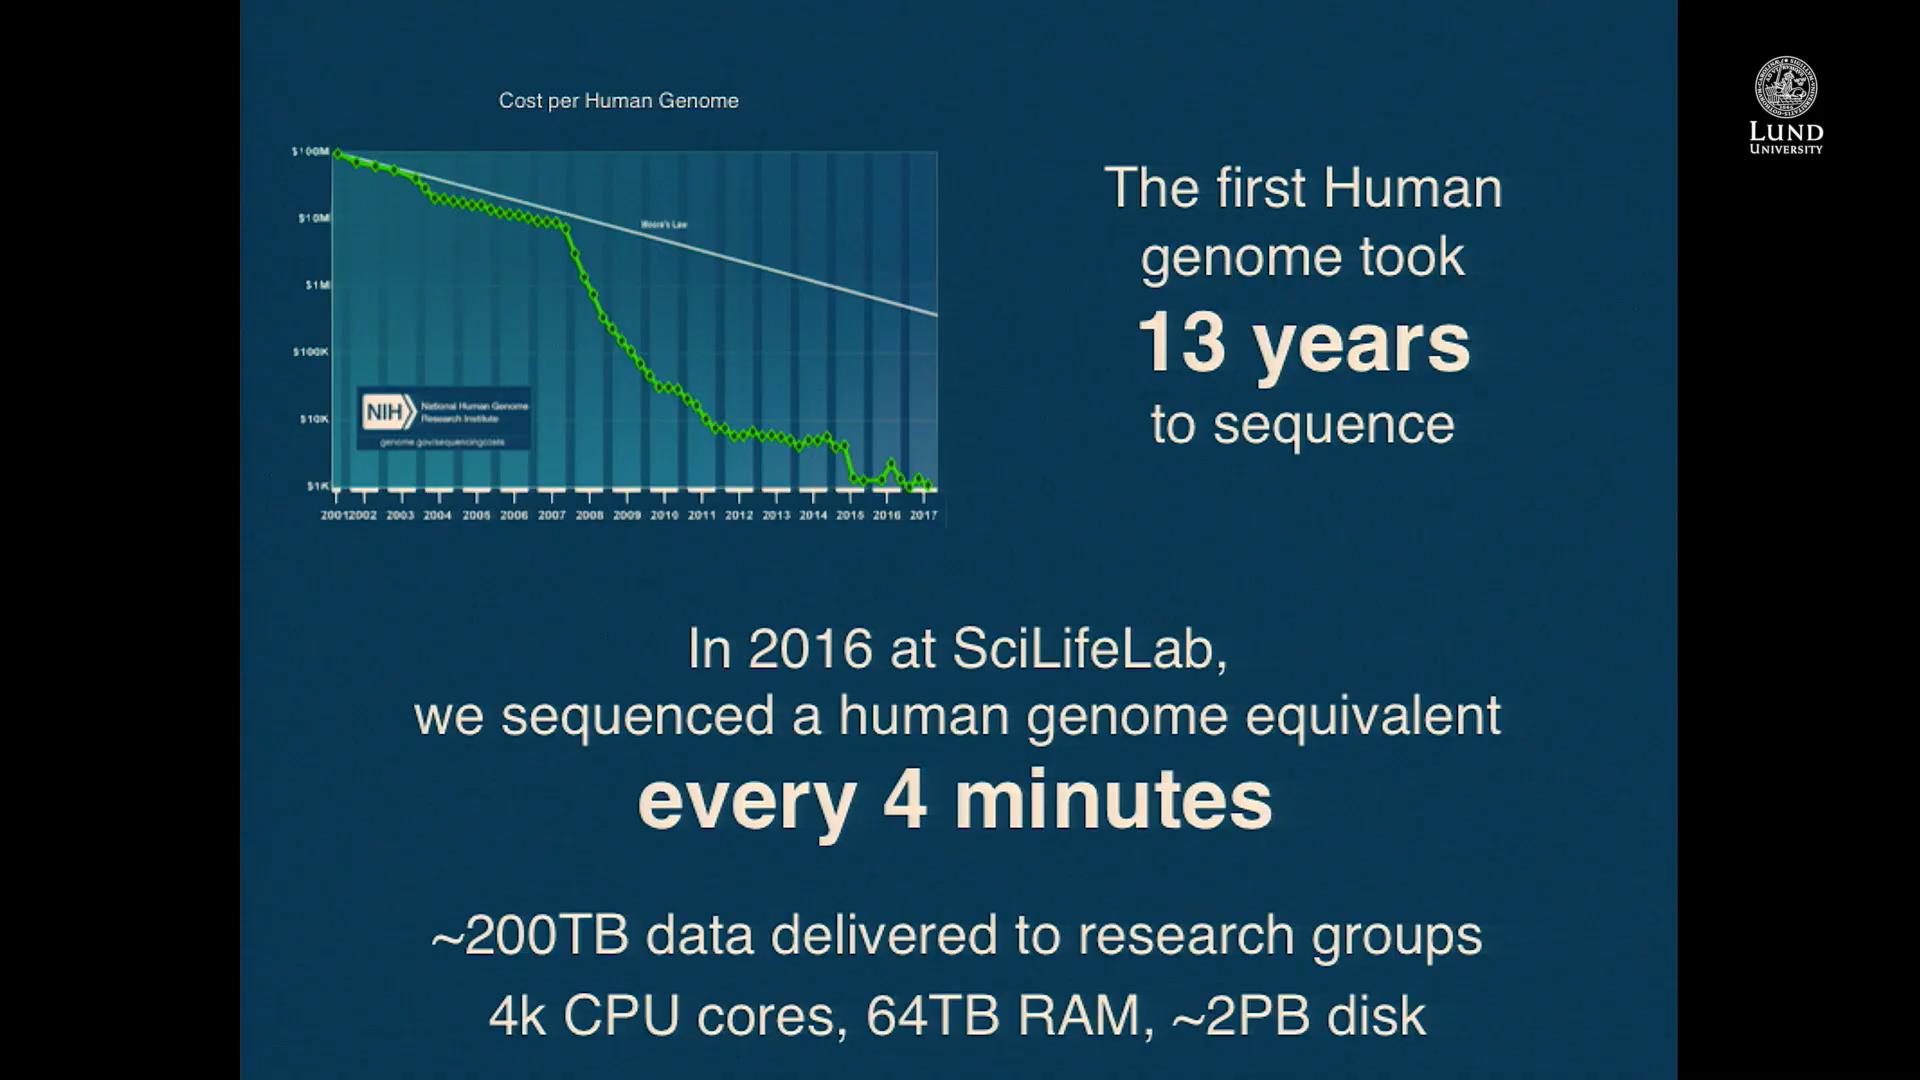 Cost per Human Genome
$100M
$10M
$1M
$100K
$10K
$1K
Moore's Law
NIH
National Human Genome
Research Institute
genome.gov/sequencingcosts
2001 2002 2003 2004 2005 2006 2007 2008 2009 2010 2011 2012 2013 2014 2015 2016 2017
The first Human
genome took
13 years
to sequence
LUND
UNIVERSITY
In 2016 at SciLifeLab,
we sequenced a human genome equivalent
every 4 minutes
~200TB data delivered to research groups
4k CPU cores, 64TB RAM, ~2PB disk